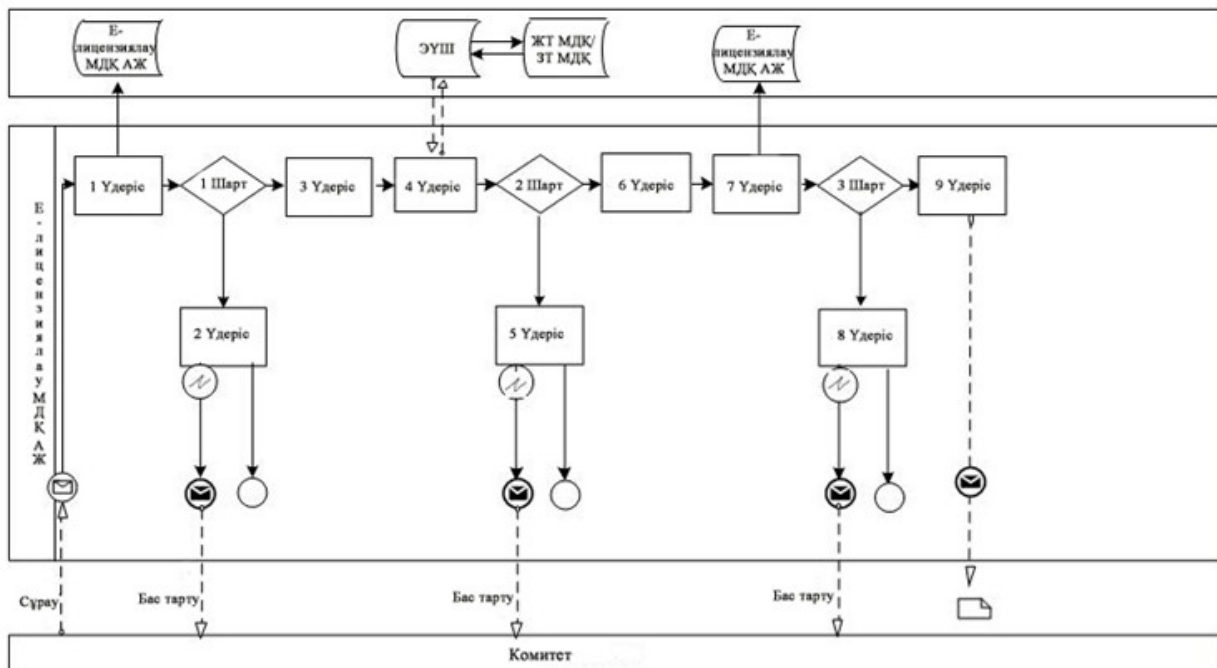 Е-
лицензиялау
МДҚ АЖ
ЭҮШ
ЖТ МДҚ/
ЗТ МДҚ
Е-
лицензиялау
МДҚ АЖ
Е-лицензиялау МДҚ АЖ
1 Үдеріс
1 Шарт
3 Үдеріс
4 Үдеріс
2 Шарт
6 Үдеріс
7 Үдеріс
3 Шарт
9 Үдеріс
2 Үдеріс
5 Үдеріс
8 Үдеріс
Сұрау
Бас тарту
Бас тарту
Бас тарту
Комитет